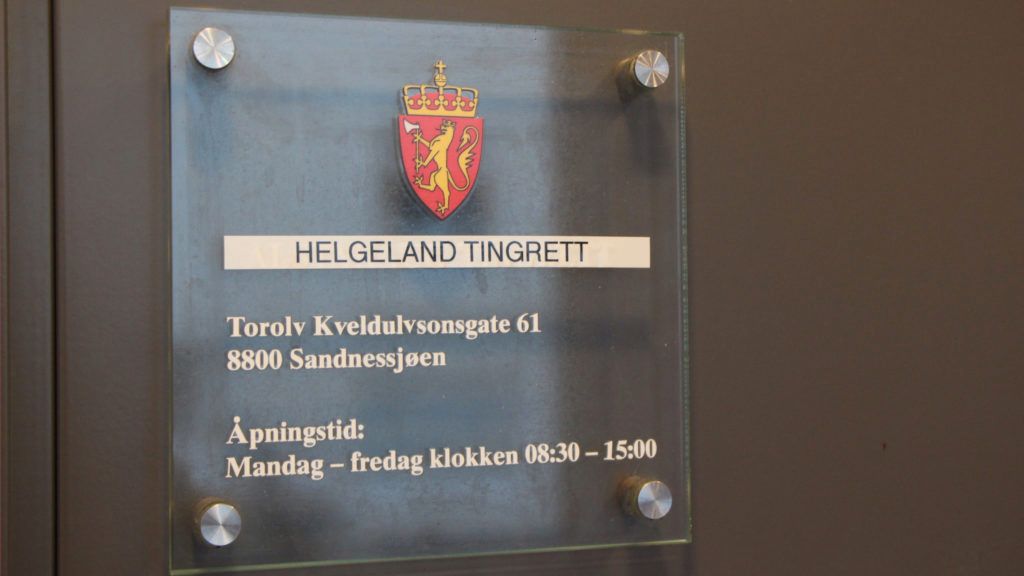 HELGELAND TINGRETT
Torolv Kveldulvsonsgate 61
8800 Sandnessjøen
Åpningstid:
Mandag – fredag klokken 08:30 – 15:00